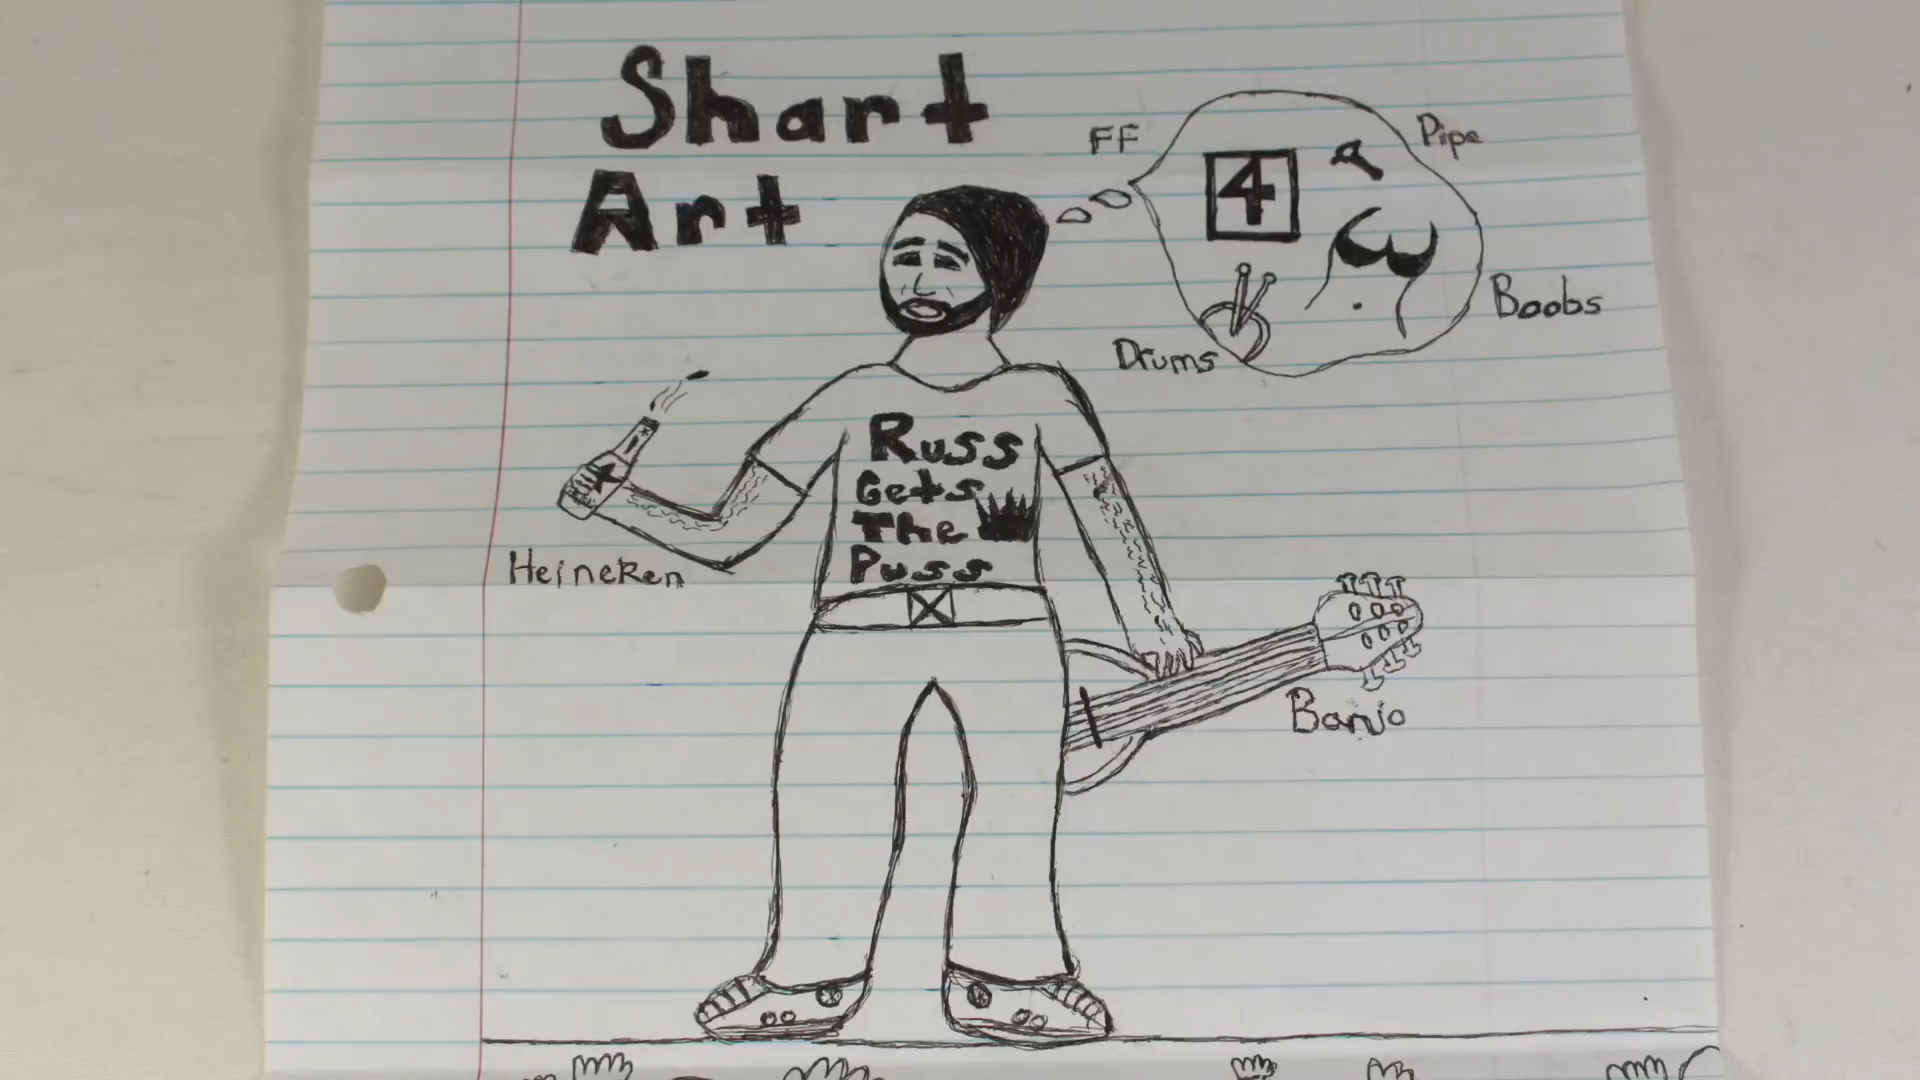 Shart
Art
FF
4
Pipe
Boobs
Drums
Russ
Gets
The
Puss
Heineken
Banjo